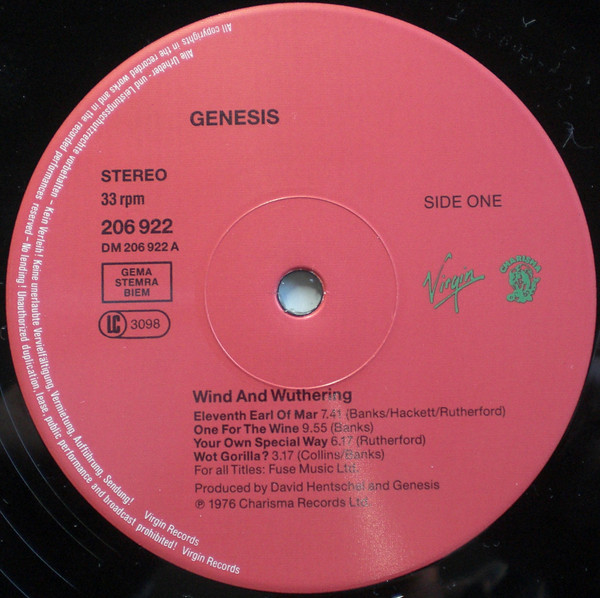 GENESIS
STEREO
33 rpm
206 922
DM 206 922 A
SIDE ONE
GEMA
STEMRA
BIEM
LC 3098
Virgin
CHARISMA
Wind And Wuthering
Eleventh Earl Of Mar 7.41 (Banks/Hackett/Rutherford)
One For The Wine 9.55 (Banks)
Your Own Special Way 6.17 (Rutherford)
Wot Gorilla? 3.17 (Collins/Banks)
For all Titles: Fuse Music Ltd.
Produced by David Hentschel and Genesis
℗ 1976 Charisma Records Ltd.
Alle Urheber- und Leistungsschutzrechte vorbehalten – Kein Verleih! Keine unerlaubte Vervielfältigung, Vermietung, Aufführung, Sendung! Virgin Records
All copyrights in the recorded works and in the recorded performances reserved – No lending! Unauthorized duplication, lease, public performance and broadcast prohibited! Virgin Records